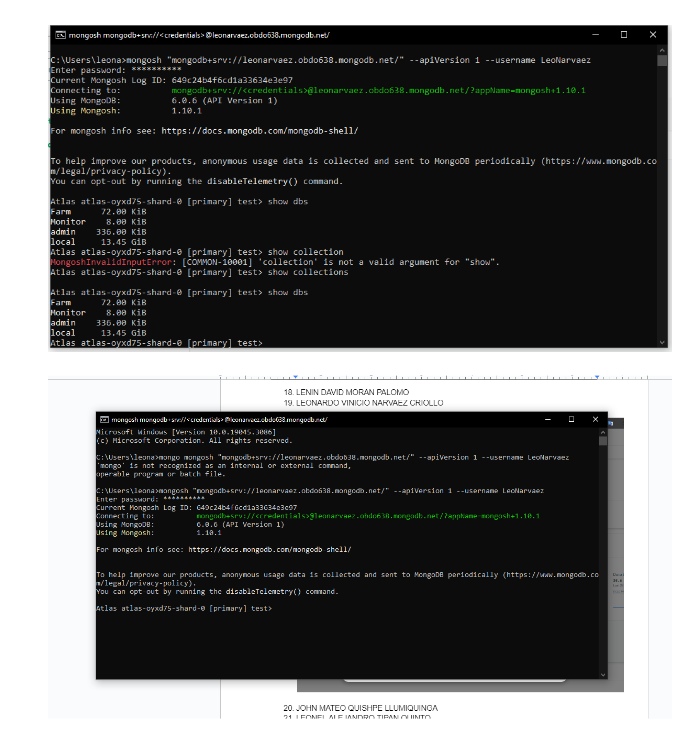 mongosh mongodb+srv://<credentials>@leonarvaez.obdo638.mongodb.net/
C:\Users\leona>mongosh "mongodb+srv://leonarvaez.obdo638.mongodb.net/" --apiVersion 1 --username LeoNarvaez
Enter password: **********
Current Mongosh Log ID: 649c24b4f6cd1a33634e3e97
Connecting to: mongodb+srv://<credentials>@leonarvaez.obdo638.mongodb.net/?appName=mongosh+1.10.1
Using MongoDB: 6.0.6 (API Version 1)
Using Mongosh: 1.10.1
For mongosh info see: https://docs.mongodb.com/mongodb-shell/
To help improve our products, anonymous usage data is collected and sent to MongoDB periodically (https://www.mongodb.co
m/legal/privacy-policy).
You can opt-out by running the disableTelemetry() command.
Atlas atlas-oyxd75-shard-0 [primary] test> show dbs
Farm 72.00 KiB
Monitor 8.00 KiB
admin 336.00 KiB
local 13.45 GiB
Atlas atlas-oyxd75-shard-0 [primary] test> show collection
MongoshInvalidInputError: [COMMON-10001] 'collection' is not a valid argument for "show".
Atlas atlas-oyxd75-shard-0 [primary] test> show collections
Atlas atlas-oyxd75-shard-0 [primary] test> show dbs
Farm 72.00 KiB
Monitor 8.00 KiB
admin 336.00 KiB
local 13.45 GiB
Atlas atlas-oyxd75-shard-0 [primary] test>
18. LENIN DAVID MORAN PALOMO
19. LEONARDO VINICIO NARVAEZ CRIOLLO
mongosh mongodb+srv://<credentials>@leonarvaez.obdo638.mongodb.net/
Microsoft Windows [Version 10.0.19045.3086]
(c) Microsoft Corporation. All rights reserved.
C:\Users\leona>mongo mongosh "mongodb+srv://leonarvaez.obdo638.mongodb.net/" --apiVersion 1 --username LeoNarvaez
'mongo' is not recognized as an internal or external command,
operable program or batch file.
C:\Users\leona>mongosh "mongodb+srv://leonarvaez.obdo638.mongodb.net/" --apiVersion 1 --username LeoNarvaez
Enter password: **********
Current Mongosh Log ID: 649c24b4f6cd1a33634e3e97
Connecting to: mongodb+srv://<credentials>@leonarvaez.obdo638.mongodb.net/?appName=mongosh+1.10.1
Using MongoDB: 6.0.6 (API Version 1)
Using Mongosh: 1.10.1
For mongosh info see: https://docs.mongodb.com/mongodb-shell/
To help improve our products, anonymous usage data is collected and sent to MongoDB periodically (https://www.mongodb.co
m/legal/privacy-policy).
You can opt-out by running the disableTelemetry() command.
Atlas atlas-oyxd75-shard-0 [primary] test>
20. JOHN MATEO QUISHPE LLUMIQUINGA
21. LEONEL ALEJANDRO TIPAN QUINTO